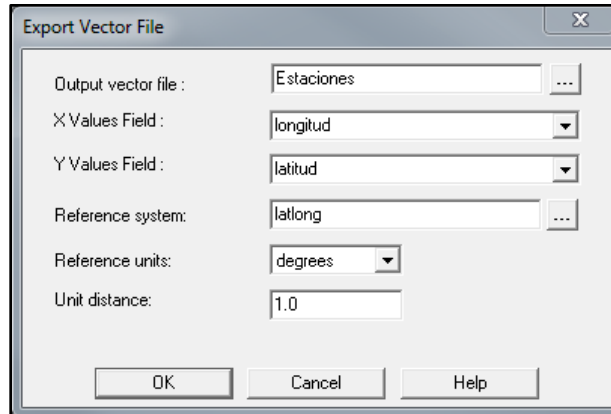 Export Vector File
Output vector file : Estaciones ...
X Values Field : longitud
Y Values Field : latitud
Reference system: latlong ...
Reference units: degrees
Unit distance: 1.0
OK Cancel Help